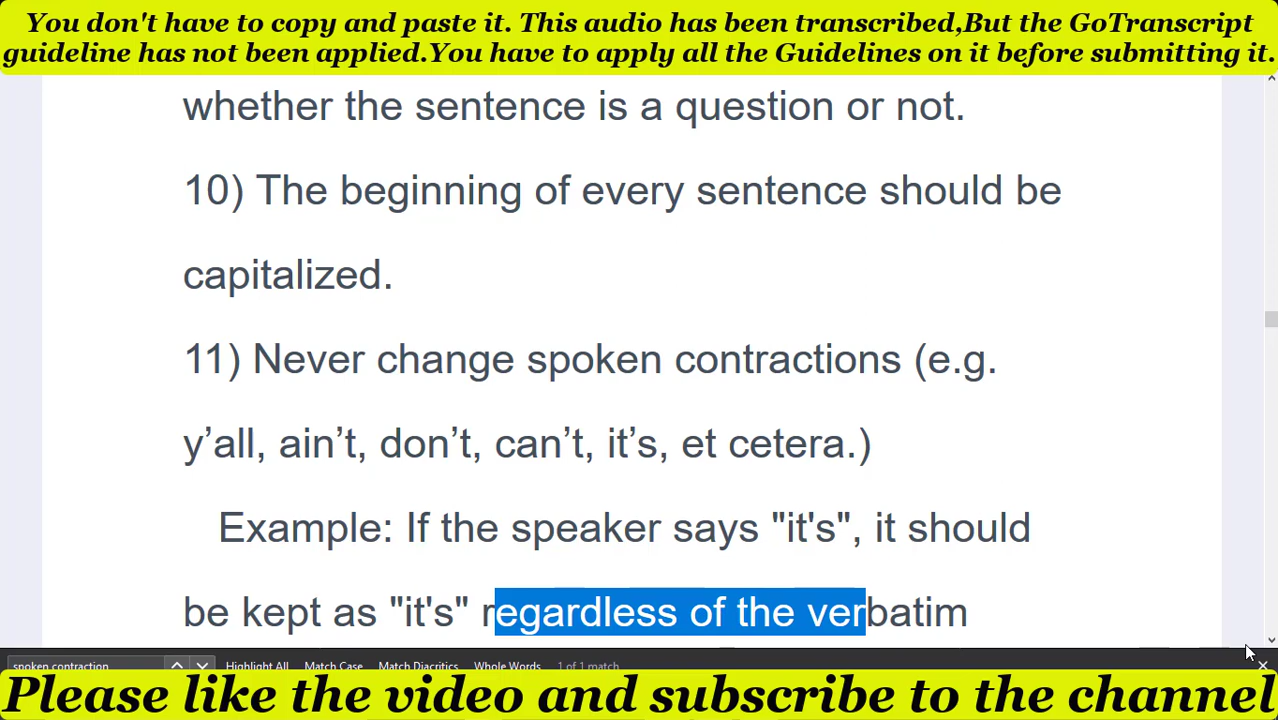 You don't have to copy and paste it. This audio has been transcribed,But the GoTranscript
guideline has not been applied.You have to apply all the Guidelines on it before submitting it.
whether the sentence is a question or not.
10) The beginning of every sentence should be
capitalized.
11) Never change spoken contractions (e.g.
y’all, ain’t, don’t, can’t, it’s, et cetera.)
Example: If the speaker says "it's", it should
be kept as "it's" regardless of the verbatim
spoken contraction Highlight All Match Case Match Diacritics Whole Words 1 of 1 match
Please like the video and subscribe to the channel